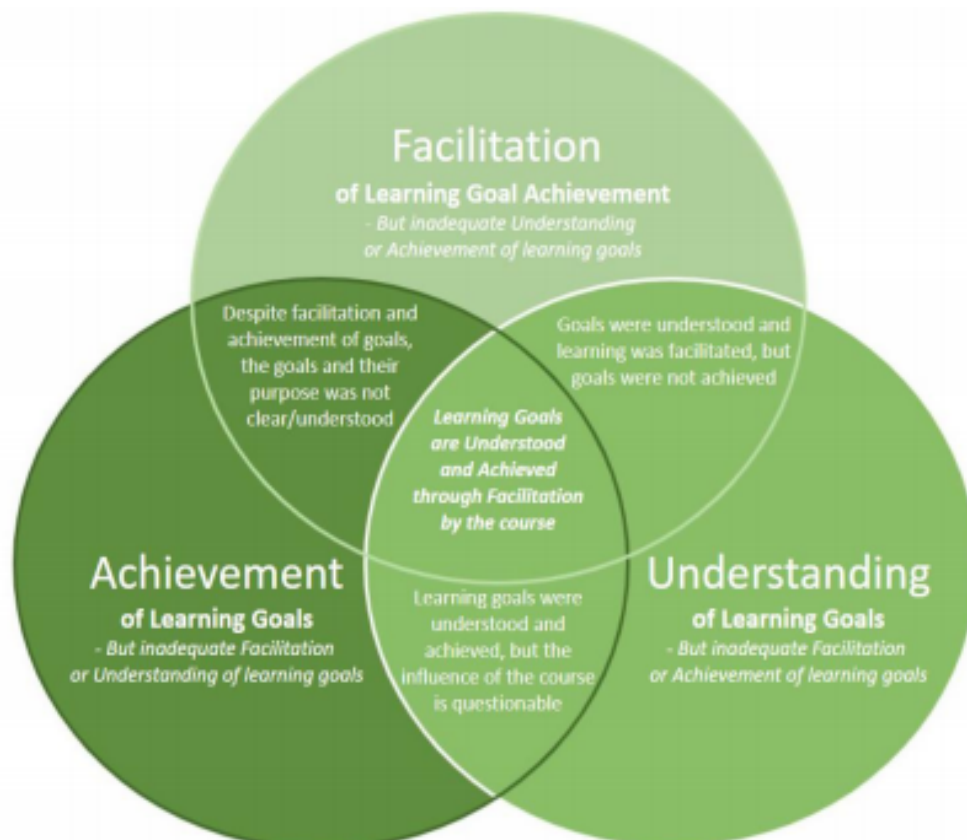 Facilitation
of Learning Goal Achievement
- But inadequate Understanding
or Achievement of learning goals
Despite facilitation and
achievement of goals,
the goals and their
purpose was not
clear/understood
Goals were understood and
learning was facilitated, but
goals were not achieved
Learning Goals
are Understood
and Achieved
through Facilitation
by the course
Achievement
of Learning Goals
- But inadequate Facilitation
or Understanding of learning goals
Learning goals were
understood and
achieved, but the
influence of the course
is questionable
Understanding
of Learning Goals
- But inadequate Facilitation
or Achievement of learning goals